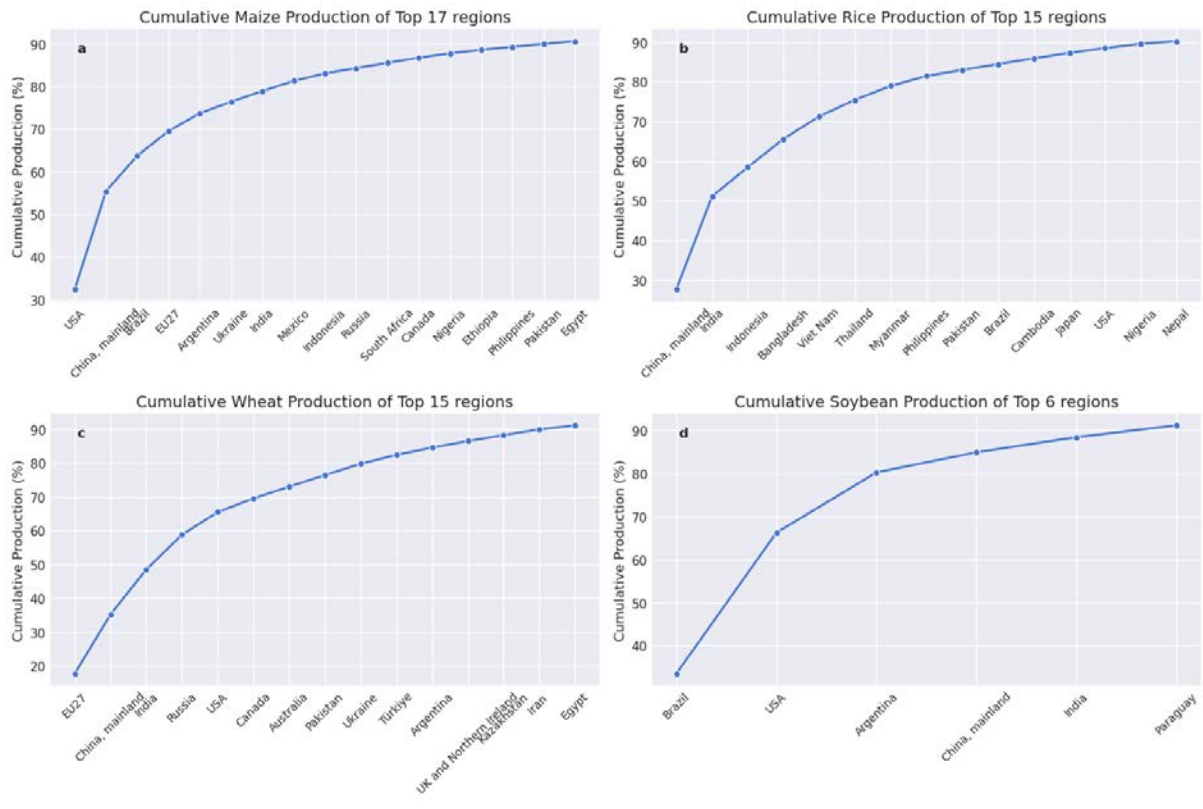 Cumulative Maize Production of Top 17 regions
a
Cumulative Production (%)
90
80
70
60
50
40
30
USA
China, mainland
Brazil
EU27
Argentina
Ukraine
India
Mexico
Indonesia
Russia
South Africa
Canada
Nigeria
Ethiopia
Philippines
Pakistan
Egypt
Cumulative Rice Production of Top 15 regions
b
Cumulative Production (%)
90
80
70
60
50
40
30
China, mainland
India
Indonesia
Bangladesh
Viet Nam
Thailand
Myanmar
Philippines
Pakistan
Brazil
Cambodia
Japan
USA
Nigeria
Nepal
Cumulative Wheat Production of Top 15 regions
c
Cumulative Production (%)
90
80
70
60
50
40
30
20
EU27
China, mainland
India
Russia
USA
Canada
Australia
Pakistan
Ukraine
Türkiye
Argentina
UK and Northern Ireland
Kazakhstan
Iran
Egypt
Cumulative Soybean Production of Top 6 regions
d
Cumulative Production (%)
90
80
70
60
50
40
Brazil
USA
Argentina
China, mainland
India
Paraguay